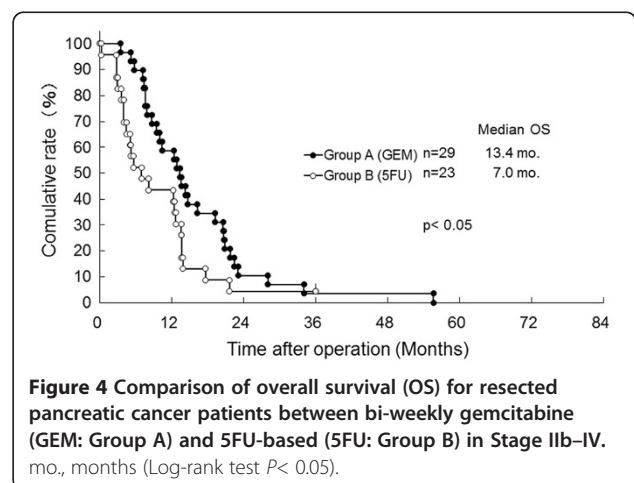 Comulative rate (%)
100
90
80
70
60
50
40
30
20
10
0
Median OS
Group A (GEM) n=29 13.4 mo.
Group B (5FU) n=23 7.0 mo.
p< 0.05
0 12 24 36 48 60 72 84
Time after operation (Months)
Figure 4 Comparison of overall survival (OS) for resected
pancreatic cancer patients between bi-weekly gemcitabine
(GEM: Group A) and 5FU-based (5FU: Group B) in Stage IIb–IV.
mo., months (Log-rank test P< 0.05).